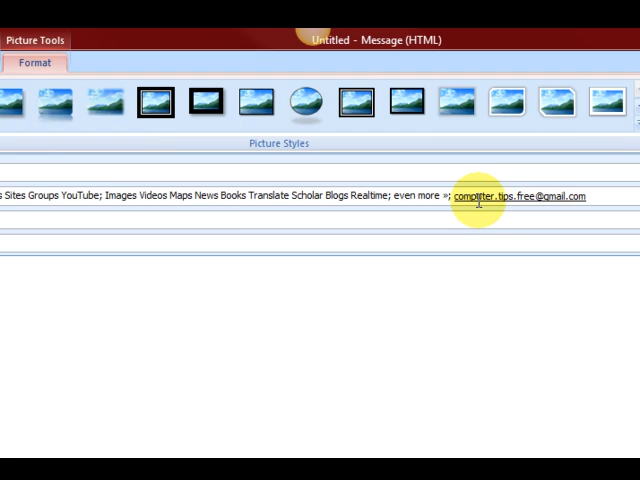 Picture Tools
Untitled - Message (HTML)
Format
Picture Styles
s Sites Groups YouTube; Images Videos Maps News Books Translate Scholar Blogs Realtime; even more »; computer.tips.free@gmail.com